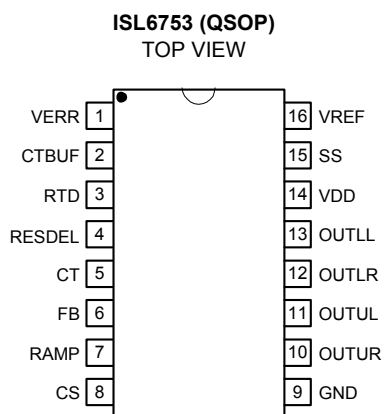 ISL6753 (QSOP)
TOP VIEW
VERR 1 16 VREF
CTBUF 2 15 SS
RTD 3 14 VDD
RESDEL 4 13 OUTLL
CT 5 12 OUTLR
FB 6 11 OUTUL
RAMP 7 10 OUTUR
CS 8 9 GND